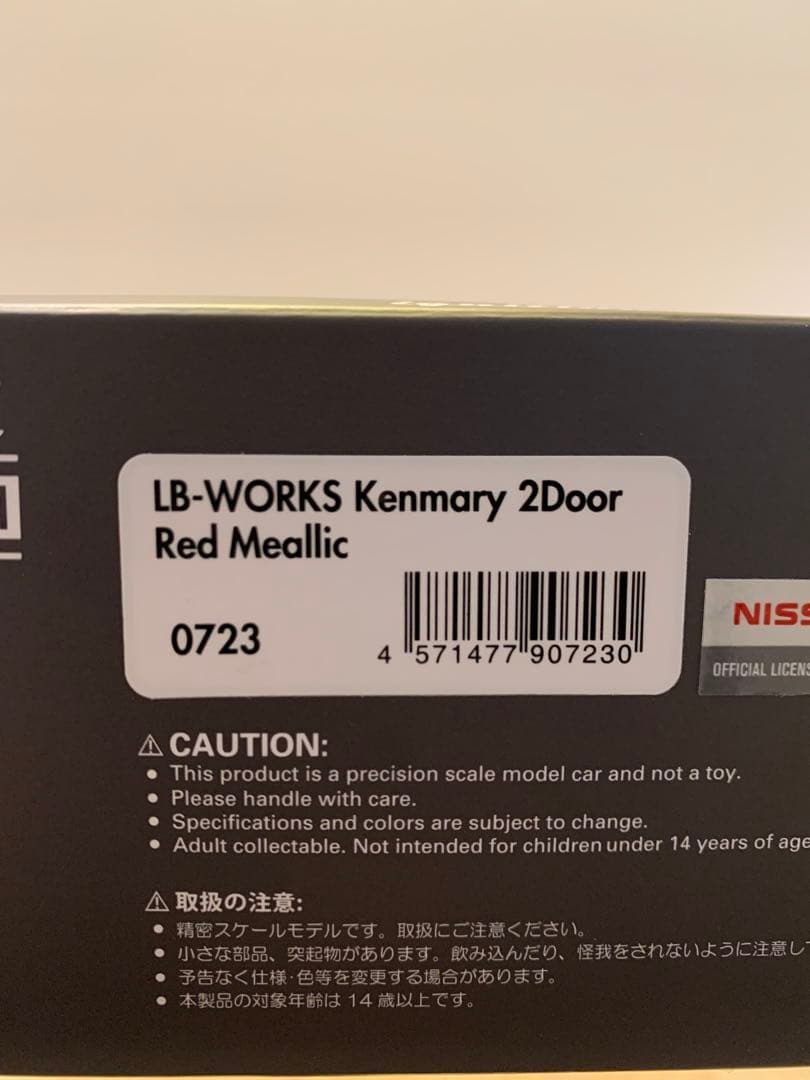 LB-WORKS Kenmary 2Door
Red Meallic
0723
4 571477 907230
NISS
OFFICIAL LICENS
⚠ CAUTION:
• This product is a precision scale model car and not a toy.
• Please handle with care.
• Specifications and colors are subject to change.
• Adult collectable. Not intended for children under 14 years of age
⚠ 取扱の注意:
• 精密スケールモデルです。取扱にご注意ください。
• 小さな部品、突起物があります。飲み込んだり、怪我をされないように注意し
• 予告なく仕様・色等を変更する場合があります。
• 本製品の対象年齢は14歳以上です。